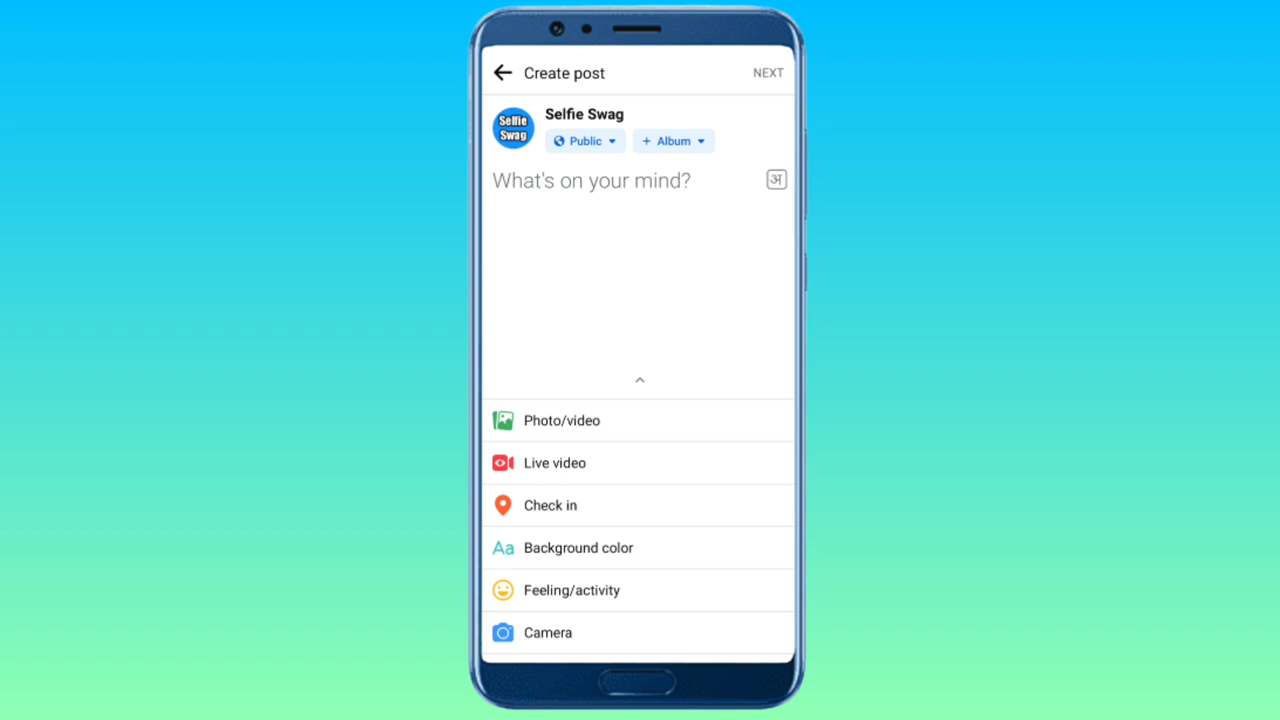 Create post
NEXT
Selfie
Swag
Selfie Swag
Public
+ Album
What's on your mind?
अ
Photo/video
Live video
Check in
Aa Background color
Feeling/activity
Camera